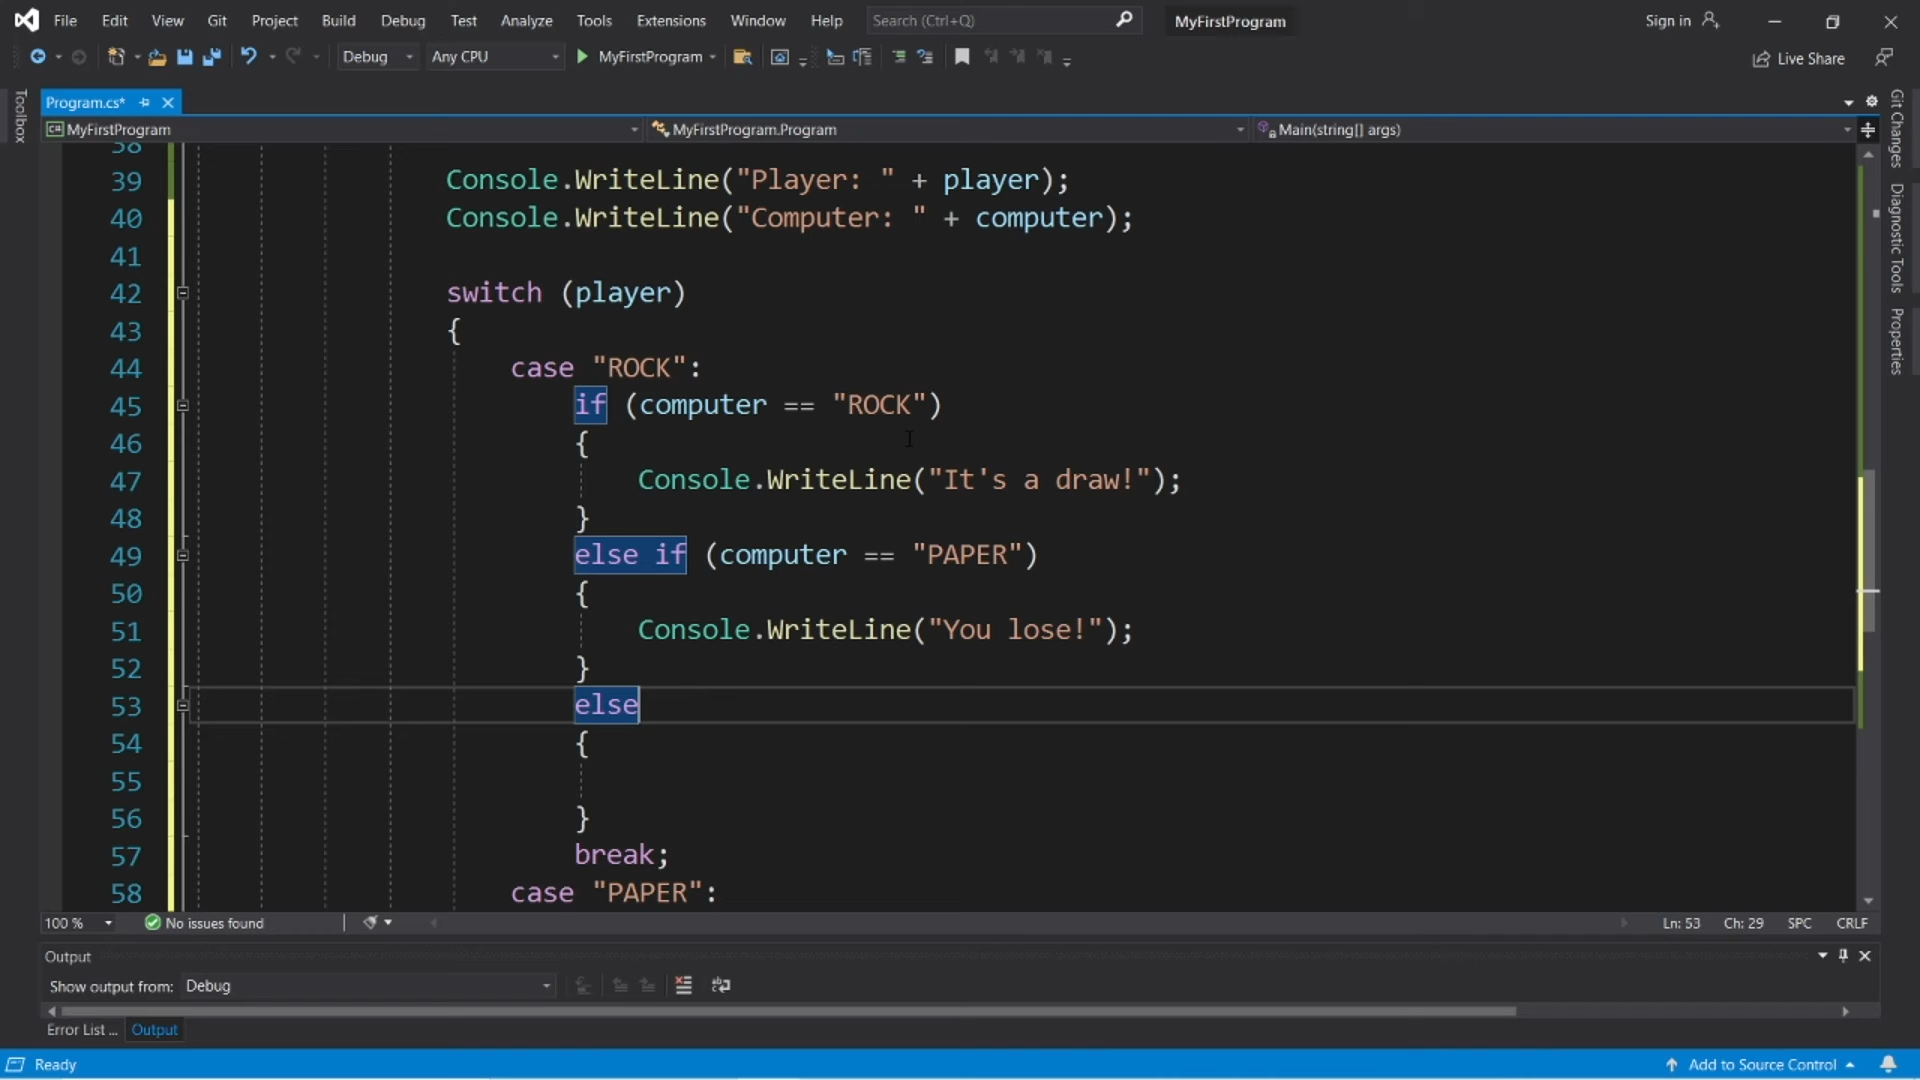 File Edit View Git Project Build Debug Test Analyze Tools Extensions Window Help Search (Ctrl+Q) MyFirstProgram Sign in
Debug Any CPU MyFirstProgram Live Share
Toolbox
Program.cs*
MyFirstProgram MyFirstProgram.Program Main(string[] args)
38
39 Console.WriteLine("Player: " + player);
40 Console.WriteLine("Computer: " + computer);
41
42 switch (player)
43 {
44 case "ROCK":
45 if (computer == "ROCK")
46 {
47 Console.WriteLine("It's a draw!");
48 }
49 else if (computer == "PAPER")
50 {
51 Console.WriteLine("You lose!");
52 }
53 else
54 {
55
56 }
57 break;
58 case "PAPER":
Git Changes
Diagnostic Tools
Properties
100 % No issues found Ln: 53 Ch: 29 SPC CRLF
Output
Show output from: Debug
Error List ... Output
Ready Add to Source Control